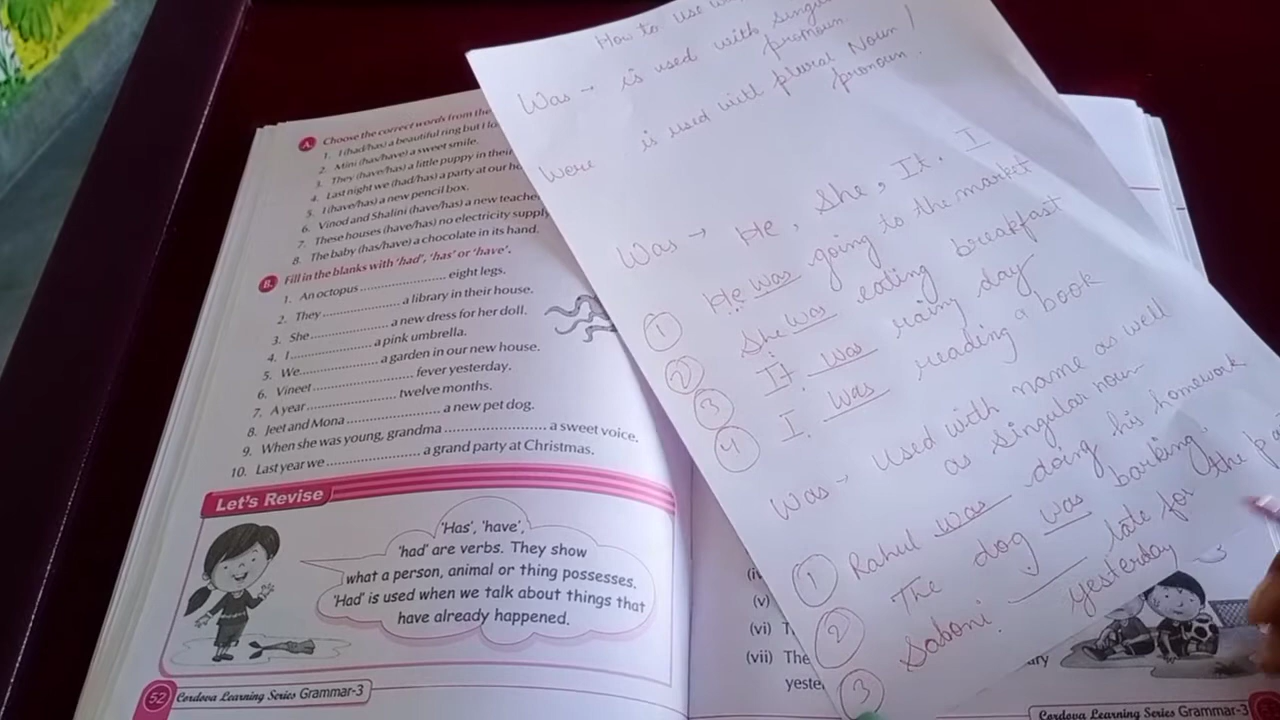 A. Choose the correct words from the
1. I (had/has) a beautiful ring but I lo
2. Mini (has/have) a sweet smile.
3. They (have/has) a little puppy in their
4. Last night we (had/has) a party at our ho
5. I (have/has) a new pencil box.
6. Vinod and Shalini (have/has) a new teache
7. These houses (have/has) no electricity supply
8. The baby (has/have) a chocolate in its hand.
B. Fill in the blanks with 'had', 'has' or 'have'.
1. An octopus ........................ eight legs.
2. They ........................ a library in their house.
3. She ........................ a new dress for her doll.
4. I ........................ a pink umbrella.
5. We ........................ a garden in our new house.
6. Vineet ........................ fever yesterday.
7. A year ........................ twelve months.
8. Jeet and Mona ........................ a new pet dog.
9. When she was young, grandma ........................ a sweet voice.
10. Last year we ........................ a grand party at Christmas.
Let's Revise
'Has', 'have',
'had' are verbs. They show
what a person, animal or thing possesses.
'Had' is used when we talk about things that
have already happened.
52 Cordova Learning Series Grammar-3
How to use
Was → is used with singul
pronoun.
Were is used with plural Noun /
pronoun.
Was → He, She, It. I
① He was going to the market
② She was eating breakfast
③ It. was rainy day
④ I. was reading a book
Was → used with name as well
as singular noun
① Rahul was doing his homework
② The dog was barking.
③ Saboni. ____ late for the pa
yesterday
(v)
(vi) T
(vii) The
yeste
ary
Cordova Learning Series Grammar-3